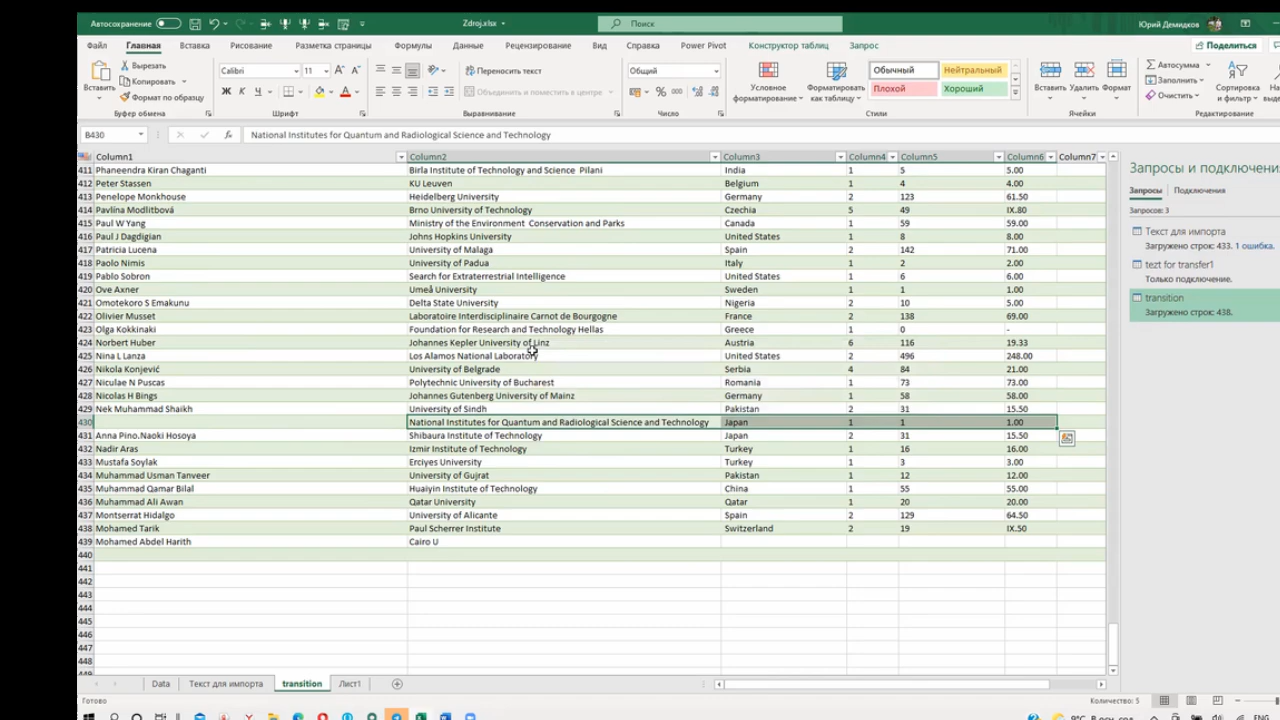 Автосохранение Zdroj.xlsx Поиск Юрий Демидков
Файл Главная Вставка Рисование Разметка страницы Формулы Данные Рецензирование Вид Справка Power Pivot Конструктор таблиц Запрос Поделиться
Вставить Вырезать Копировать Формат по образцу
Calibri 11 Ж К Ч
Переносить текст Объединить и поместить в центре
Общий % 000
Условное форматирование Форматировать как таблицу
Обычный Нейтральный Плохой Хороший
Вставить Удалить Формат
Автосумма Заполнить Очистить Сортировка и фильтр
Буфер обмена Шрифт Выравнивание Число Стили Ячейки Редактирование
B430 fx National Institutes for Quantum and Radiological Science and Technology
Column1 Column2 Column3 Column4 Column5 Column6 Column7
411 Phaneendra Kiran Chaganti Birla Institute of Technology and Science Pilani India 1 5 5.00
412 Peter Stassen KU Leuven Belgium 1 4 4.00
413 Penelope Monkhouse Heidelberg University Germany 2 123 61.50
414 Pavlína Modlitbová Brno University of Technology Czechia 5 49 IX.80
415 Paul W Yang Ministry of the Environment Conservation and Parks Canada 1 59 59.00
416 Paul J Dagdigian Johns Hopkins University United States 1 8 8.00
417 Patricia Lucena University of Malaga Spain 2 142 71.00
418 Paolo Nimis University of Padua Italy 1 2 2.00
419 Pablo Sobron Search for Extraterrestrial Intelligence United States 1 6 6.00
420 Ove Axner Umeå University Sweden 1 1 1.00
421 Omotekoro S Emakunu Delta State University Nigeria 2 10 5.00
422 Olivier Musset Laboratoire Interdisciplinaire Carnot de Bourgogne France 2 138 69.00
423 Olga Kokkinaki Foundation for Research and Technology Hellas Greece 1 0 -
424 Norbert Huber Johannes Kepler University of Linz Austria 6 116 19.33
425 Nina L Lanza Los Alamos National Laboratory United States 2 496 248.00
426 Nikola Konjević University of Belgrade Serbia 4 84 21.00
427 Niculae N Puscas Polytechnic University of Bucharest Romania 1 73 73.00
428 Nicolas H Bings Johannes Gutenberg University of Mainz Germany 1 58 58.00
429 Nek Muhammad Shaikh University of Sindh Pakistan 2 31 15.50
430 National Institutes for Quantum and Radiological Science and Technology Japan 1 1 1.00
431 Anna Pino.Naoki Hosoya Shibaura Institute of Technology Japan 2 31 15.50
432 Nadir Aras Izmir Institute of Technology Turkey 1 16 16.00
433 Mustafa Soylak Erciyes University Turkey 1 3 3.00
434 Muhammad Usman Tanveer University of Gujrat Pakistan 1 12 12.00
435 Muhammad Qamar Bilal Huaiyin Institute of Technology China 1 55 55.00
436 Muhammad Ali Awan Qatar University Qatar 1 20 20.00
437 Montserrat Hidalgo University of Alicante Spain 2 129 64.50
438 Mohamed Tarik Paul Scherrer Institute Switzerland 2 19 IX.50
439 Mohamed Abdel Harith Cairo U
440
441
442
443
444
445
446
447
448
Запросы и подключени
Запросы Подключения
Запросов: 3
Текст для импорта
Загружено строк: 433. 1 ошибка.
tezt for transfer1
Только подключение.
transition
Загружено строк: 438.
Data Текст для импорта transition Лист1
Готово Количество: 5
9°C ENG